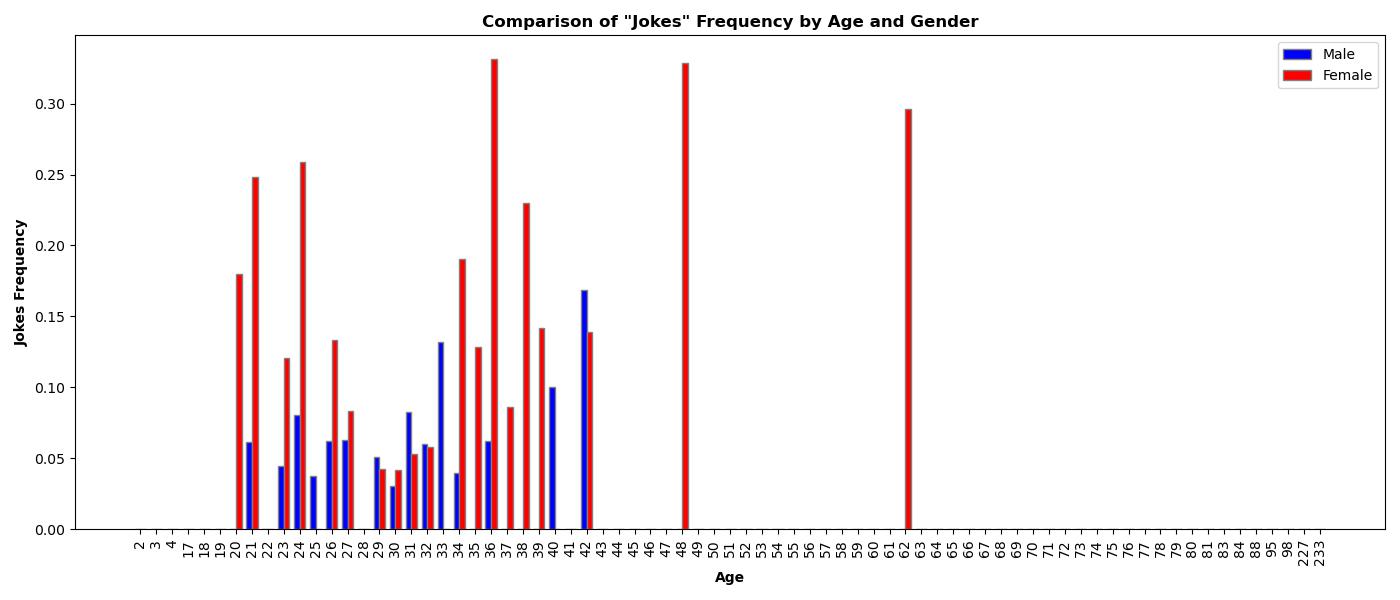 Comparison of "Jokes" Frequency by Age and Gender
Male
Female
Jokes Frequency
0.30
0.25
0.20
0.15
0.10
0.05
0.00
2 3 4 17 18 19 20 21 22 23 24 25 26 27 28 29 30 31 32 33 34 35 36 37 38 39 40 41 42 43 44 45 46 47 48 49 50 51 52 53 54 55 56 57 58 59 60 61 62 63 64 65 66 67 68 69 70 71 72 73 74 75 76 77 78 79 80 81 83 84 88 95 98 227 233
Age